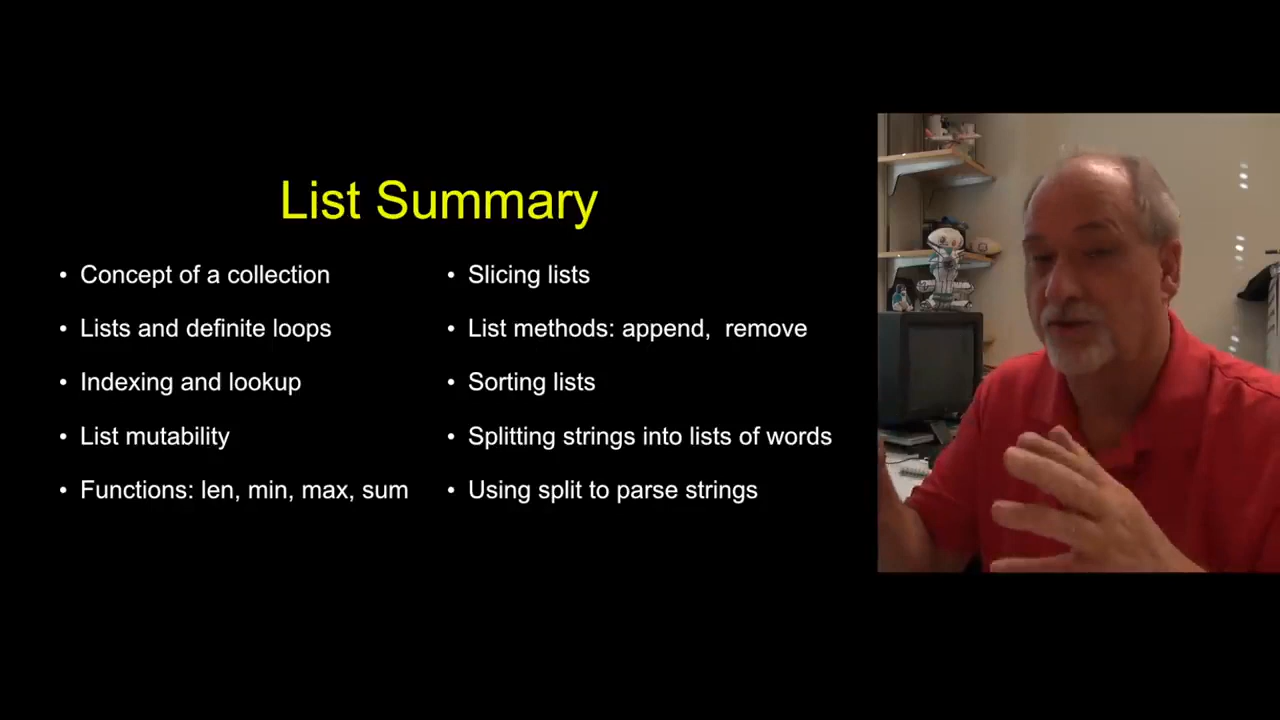 List Summary
• Concept of a collection
• Lists and definite loops
• Indexing and lookup
• List mutability
• Functions: len, min, max, sum
• Slicing lists
• List methods: append,  remove
• Sorting lists
• Splitting strings into lists of words
• Using split to parse strings